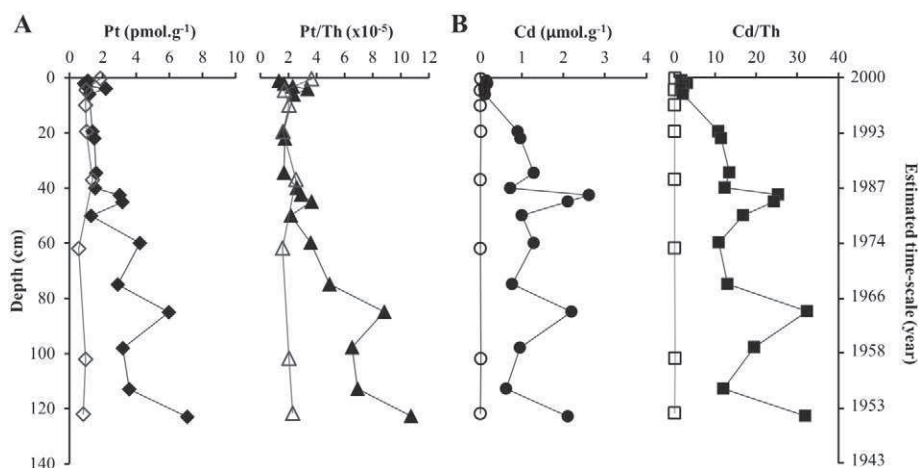 A
Pt (pmol.g⁻¹)
Pt/Th (x10⁻⁵)
B
Cd (µmol.g⁻¹)
Cd/Th
0 2 4 6 8 10
0 2 4 6 8 10 12
0 1 2 3 4
0 10 20 30 40
0
20
40
60
80
100
120
140
Depth (cm)
2000
1993
1987
1974
1966
1958
1953
1943
Estimated time-scale (year)